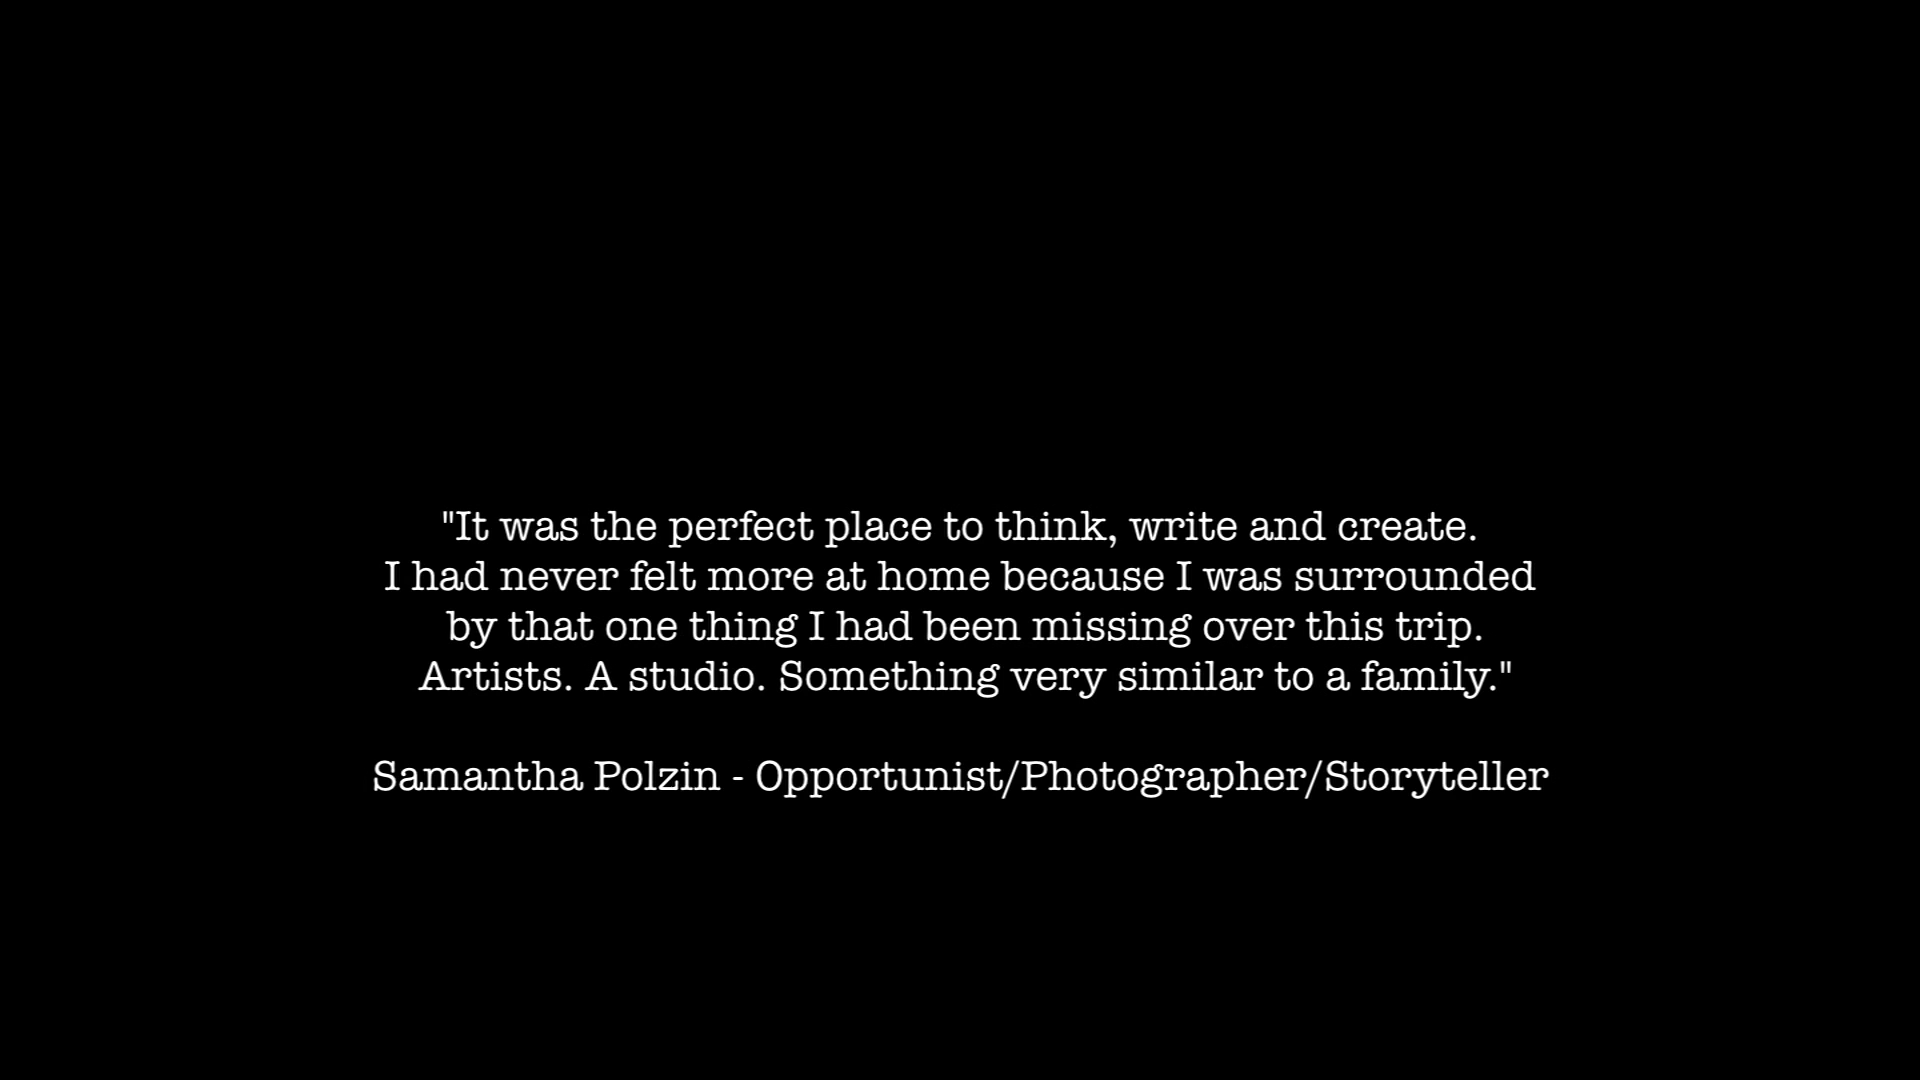 "It was the perfect place to think, write and create.
I had never felt more at home because I was surrounded
by that one thing I had been missing over this trip.
Artists. A studio. Something very similar to a family."
Samantha Polzin - Opportunist/Photographer/Storyteller